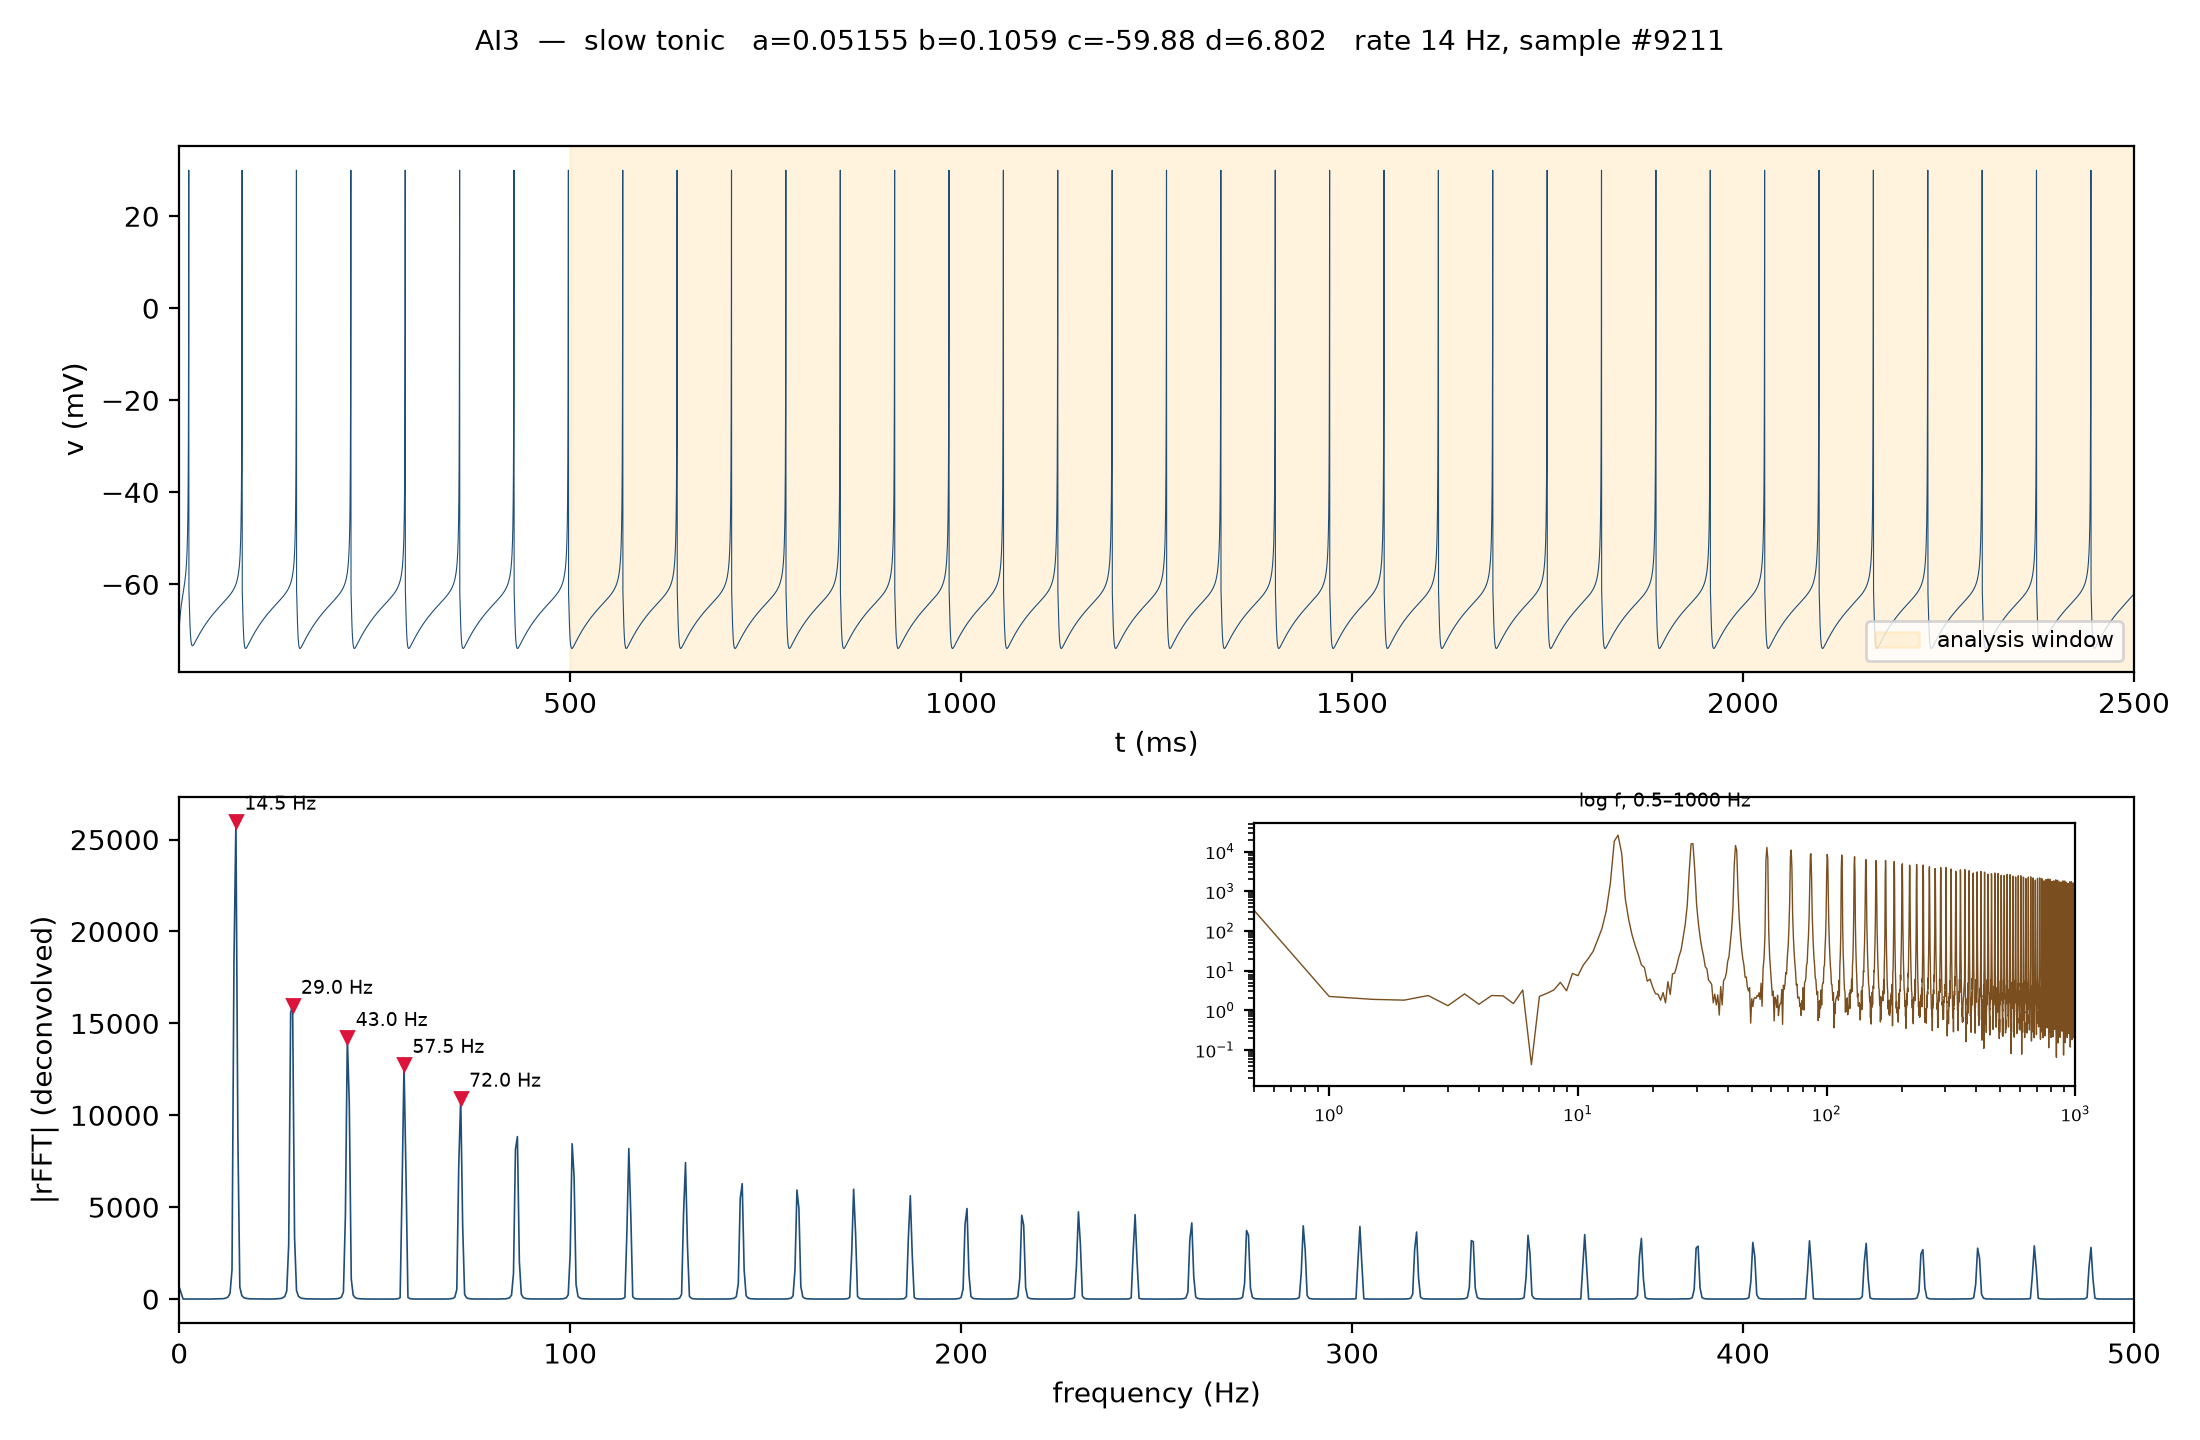 AI3 — slow tonic a=0.05155 b=0.1059 c=-59.88 d=6.802 rate 14 Hz, sample #9211
v (mV)
20
0
−20
−40
−60
analysis window
500
1000
1500
2000
2500
t (ms)
|rFFT| (deconvolved)
25000
20000
15000
10000
5000
0
14.5 Hz
29.0 Hz
43.0 Hz
57.5 Hz
72.0 Hz
log f, 0.5–1000 Hz
10⁴
10³
10²
10¹
10⁰
10⁻¹
10⁰
10¹
10²
10³
0
100
200
300
400
500
frequency (Hz)